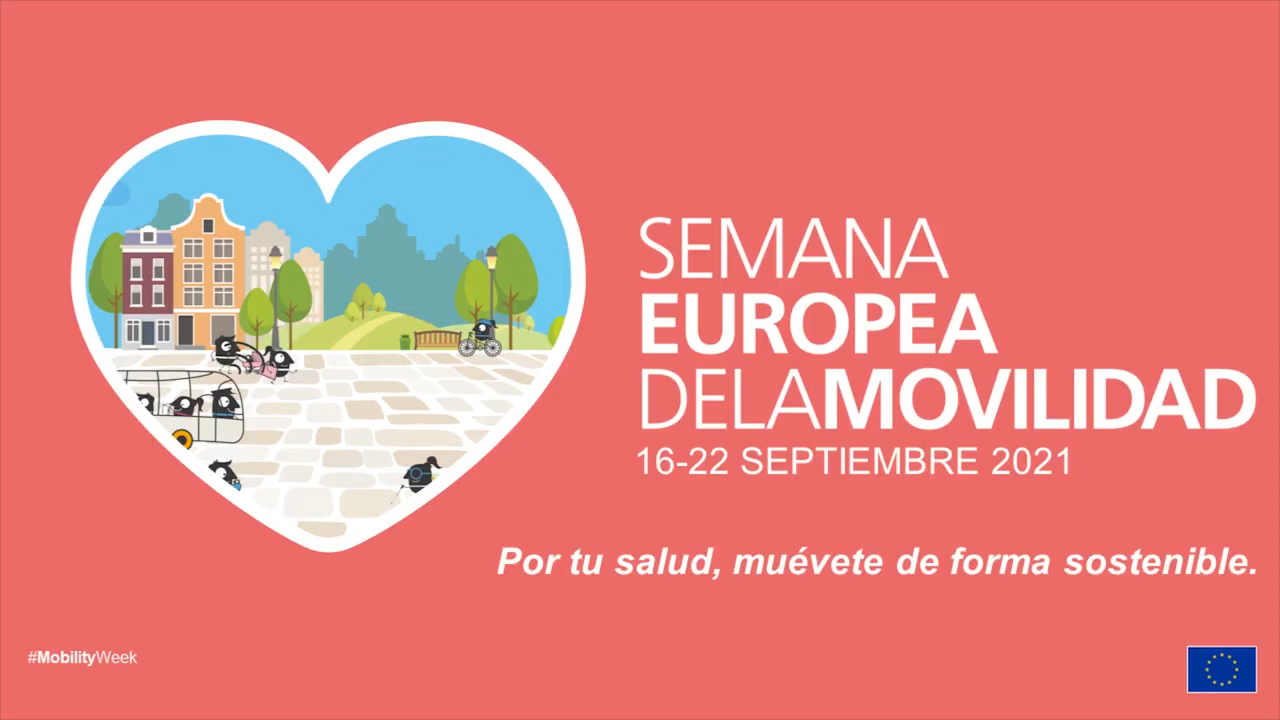 SEMANA
EUROPEA
DELAMOVILIDAD
16-22 SEPTIEMBRE 2021
Por tu salud, muévete de forma sostenible.
#MobilityWeek